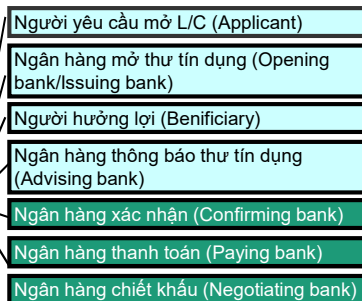 Người yêu cầu mở L/C (Applicant)
Ngân hàng mở thư tín dụng (Opening
bank/Issuing bank)
Người hưởng lợi (Benificiary)
Ngân hàng thông báo thư tín dụng
(Advising bank)
Ngân hàng xác nhận (Confirming bank)
Ngân hàng thanh toán (Paying bank)
Ngân hàng chiết khấu (Negotiating bank)